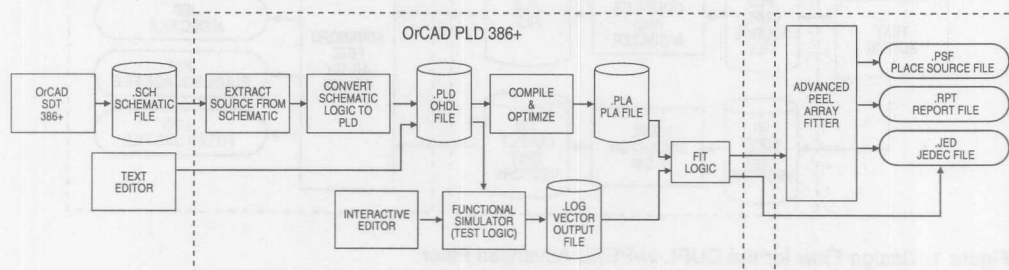 OrCAD PLD 386+
OrCAD
SDT
386+
.SCH
SCHEMATIC
FILE
EXTRACT
SOURCE FROM
SCHEMATIC
CONVERT
SCHEMATIC
LOGIC TO
PLD
.PLD
OHDL
FILE
COMPILE
&
OPTIMIZE
.PLA
PLA FILE
ADVANCED
PEEL
ARRAY
FITTER
.PSF
PLACE SOURCE FILE
.RPT
REPORT FILE
.JED
JEDEC FILE
TEXT
EDITOR
FIT
LOGIC
INTERACTIVE
EDITOR
FUNCTIONAL
SIMULATOR
(TEST LOGIC)
.LOG
VECTOR
OUTPUT
FILE